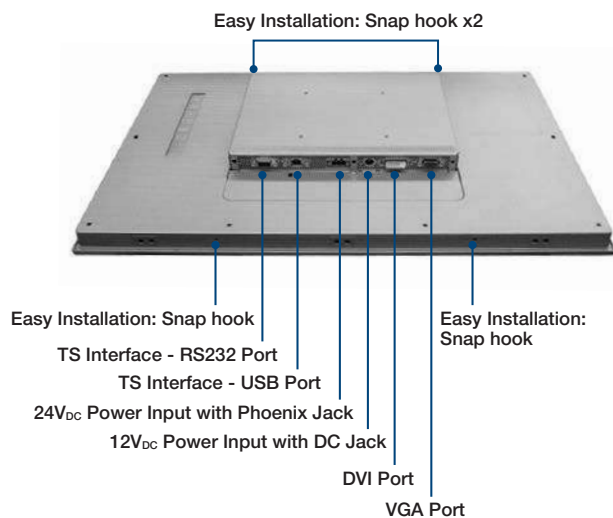 Easy Installation: Snap hook x2
Easy Installation: Snap hook
Easy Installation:
Snap hook
TS Interface - RS232 Port
TS Interface - USB Port
24VDC Power Input with Phoenix Jack
12VDC Power Input with DC Jack
DVI Port
VGA Port